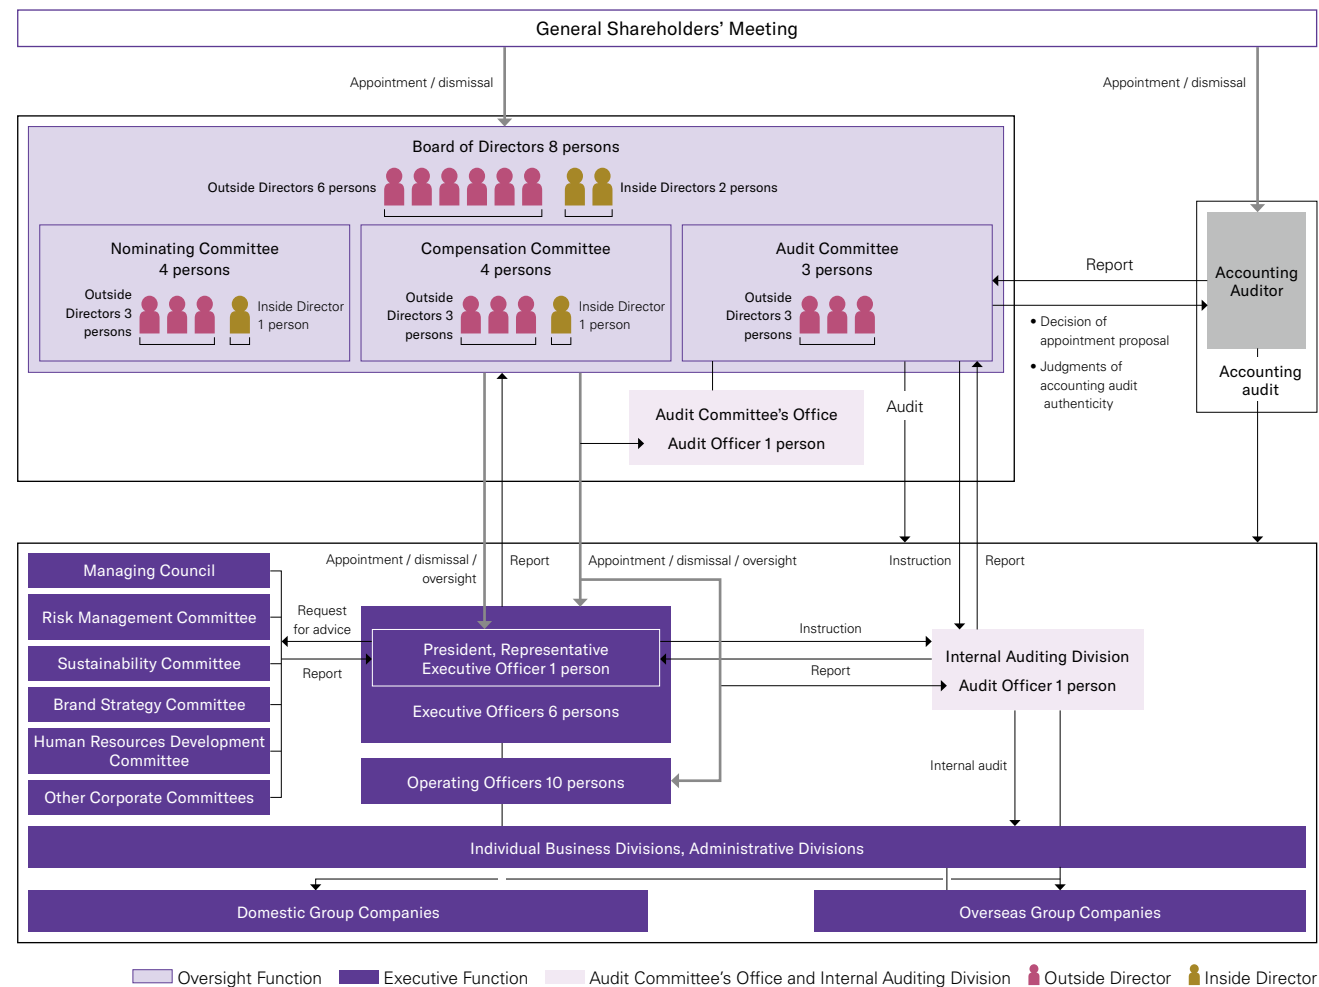 General Shareholders’ Meeting
Appointment / dismissal
Appointment / dismissal
Board of Directors 8 persons
Outside Directors 6 persons
Inside Directors 2 persons
Nominating Committee
4 persons
Outside
Directors 3
persons
Inside Director
1 person
Compensation Committee
4 persons
Outside
Directors 3
persons
Inside Director
1 person
Audit Committee
3 persons
Outside
Directors 3
persons
Report
• Decision of
appointment proposal
• Judgments of
accounting audit
authenticity
Accounting
Auditor
Accounting
audit
Audit Committee’s Office
Audit Officer 1 person
Audit
Managing Council
Risk Management Committee
Sustainability Committee
Brand Strategy Committee
Human Resources Development
Committee
Other Corporate Committees
Request
for advice
Report
Appointment / dismissal /
oversight
Report
Appointment / dismissal / oversight
Instruction
Report
President, Representative
Executive Officer 1 person
Executive Officers 6 persons
Operating Officers 10 persons
Instruction
Report
Internal Auditing Division
Audit Officer 1 person
Internal audit
Individual Business Divisions, Administrative Divisions
Domestic Group Companies
Overseas Group Companies
Oversight Function
Executive Function
Audit Committee’s Office and Internal Auditing Division
Outside Director
Inside Director